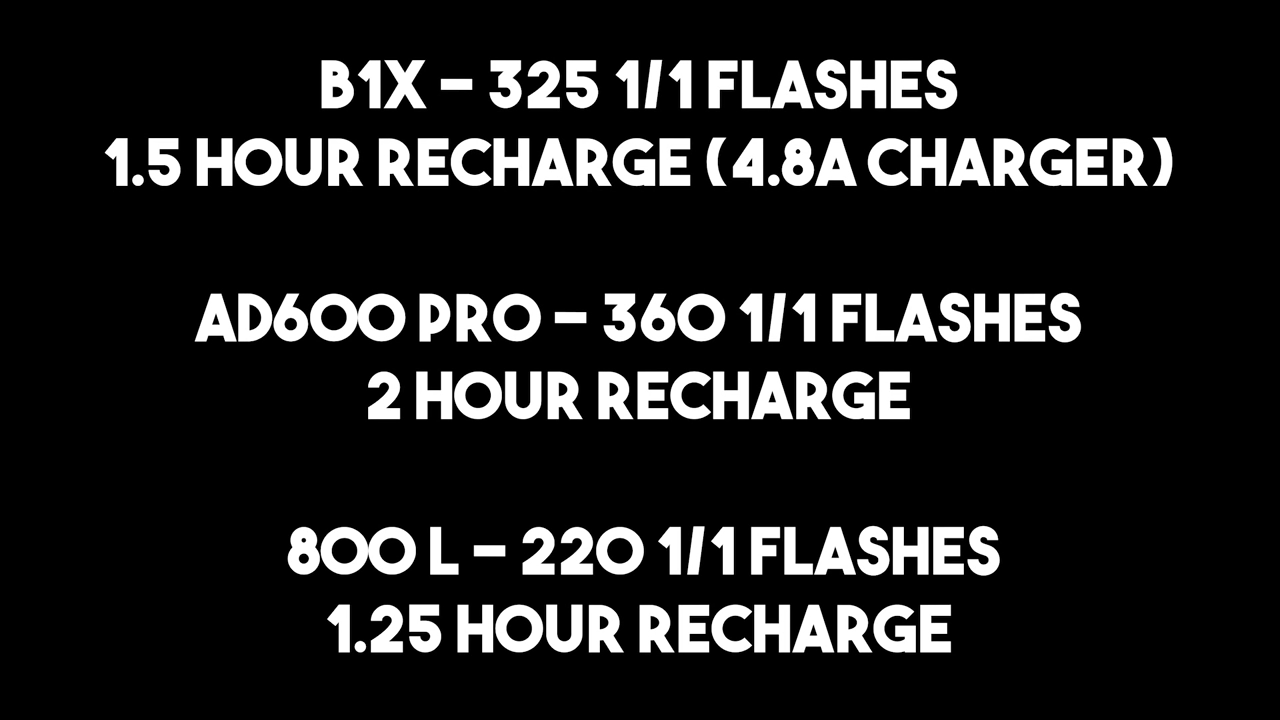 B1X – 325 1/1 FLASHES
1.5 HOUR RECHARGE (4.8A CHARGER)
AD600 PRO – 360 1/1 FLASHES
2 HOUR RECHARGE
800 L – 220 1/1 FLASHES
1.25 HOUR RECHARGE